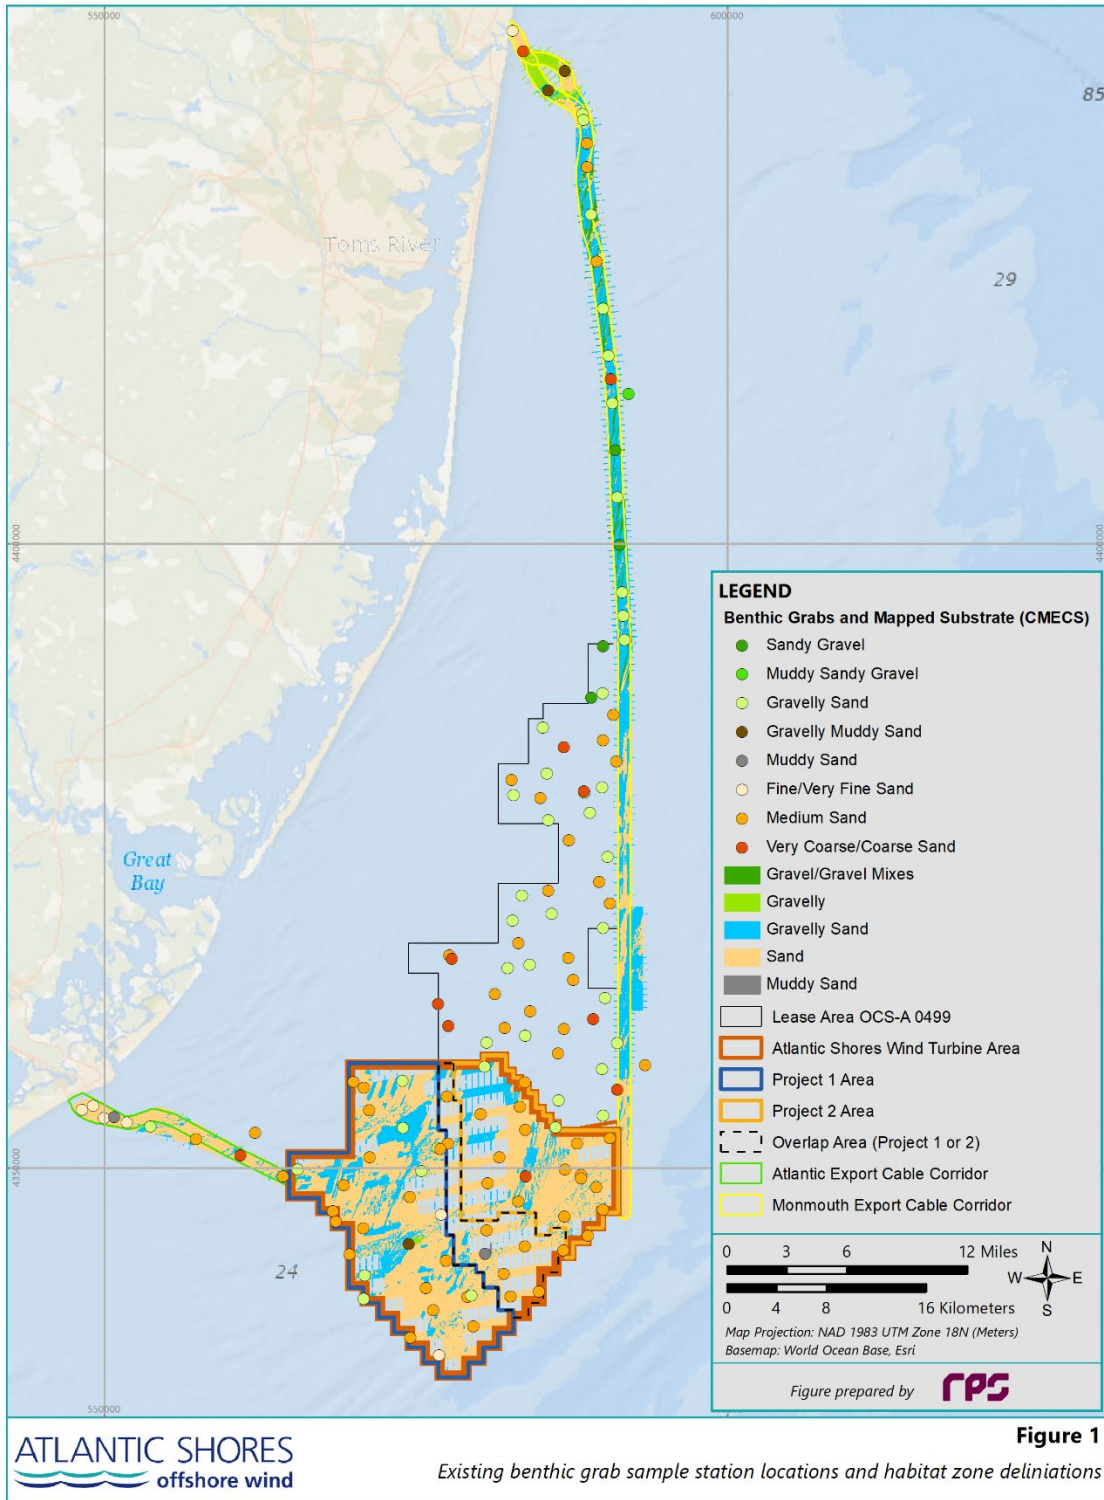 550000
600000
85
Toms River
29
4400000
4400000
LEGEND
Benthic Grabs and Mapped Substrate (CMECS)
Sandy Gravel
Muddy Sandy Gravel
Gravelly Sand
Gravelly Muddy Sand
Muddy Sand
Fine/Very Fine Sand
Medium Sand
Very Coarse/Coarse Sand
Gravel/Gravel Mixes
Gravelly
Gravelly Sand
Sand
Muddy Sand
Lease Area OCS-A 0499
Atlantic Shores Wind Turbine Area
Project 1 Area
Project 2 Area
Overlap Area (Project 1 or 2)
Atlantic Export Cable Corridor
Monmouth Export Cable Corridor
Great
Bay
4350000
24
0 3 6 12 Miles
0 4 8 16 Kilometers
N
W E
S
Map Projection: NAD 1983 UTM Zone 18N (Meters)
Basemap: World Ocean Base, Esri
Figure prepared by rps
550000
ATLANTIC SHORES
offshore wind
Figure 1
Existing benthic grab sample station locations and habitat zone deliniations